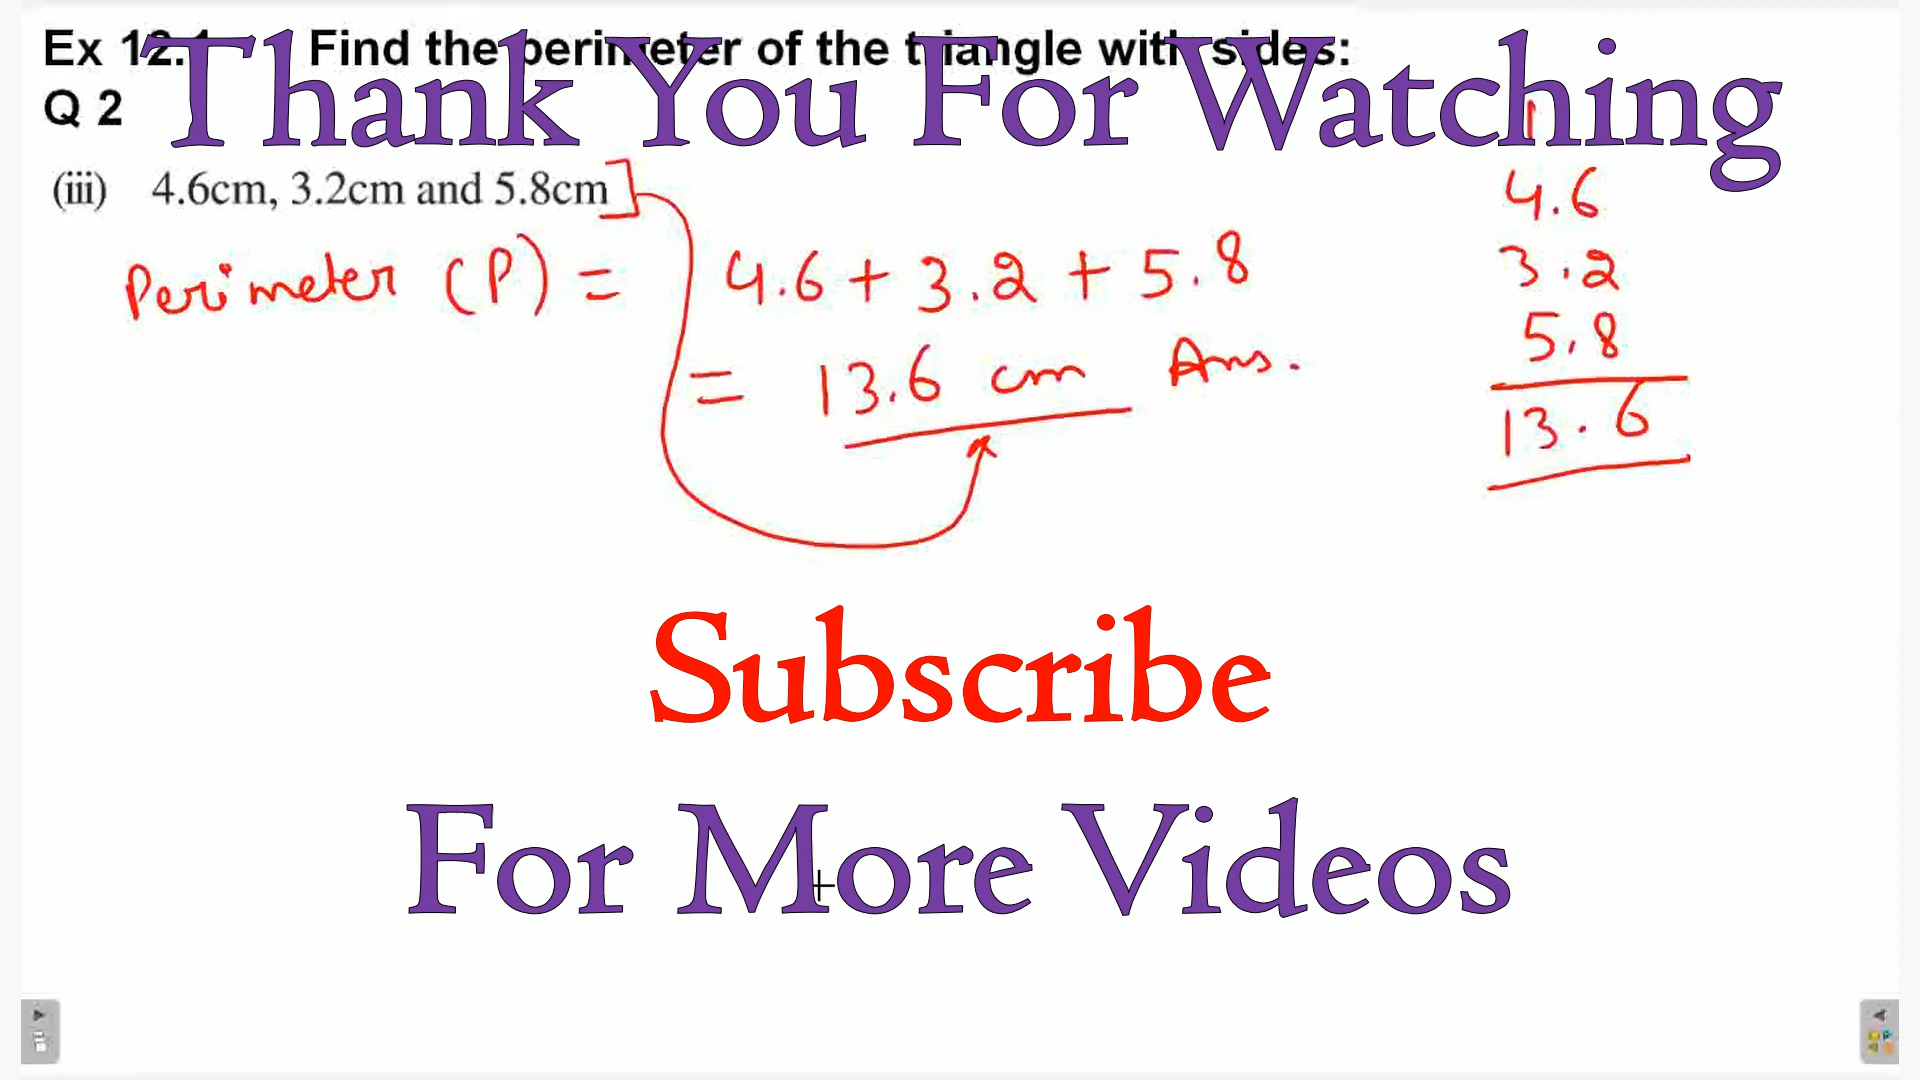 Ex 12.1 Find the perimeter of the triangle with sides:
Thank You For Watching
Q 2
(iii) 4.6cm, 3.2cm and 5.8cm
Perimeter (P) = 4.6 + 3.2 + 5.8
= 13.6 cm Ans.
1
4.6
3.2
5.8
13.6
Subscribe
For More Videos